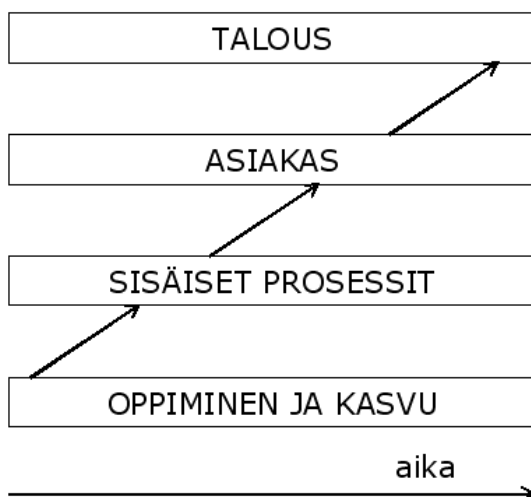 TALOUS
ASIAKAS
SISÄISET PROSESSIT
OPPIMINEN JA KASVU
aika